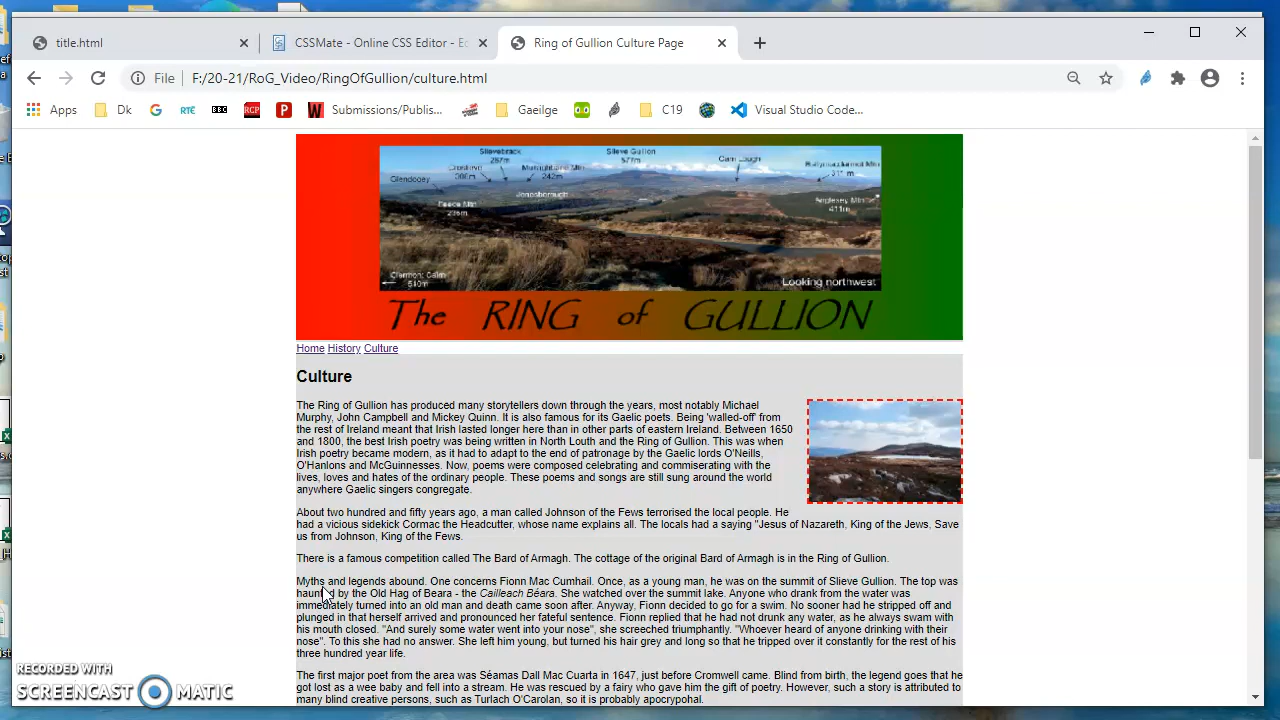 title.html
CSSMate - Online CSS Editor - Ec
Ring of Gullion Culture Page
File
F:/20-21/RoG_Video/RingOfGullion/culture.html
Apps
Dk
RTÉ
BBC
RCP
Submissions/Publis...
Gaeilge
C19
Visual Studio Code...
Slievebrack
267m
Slieve Gullion
577m
Carn Lough
Glendooey
Jonesborough
411m
Looking northwest
The RING of GULLION
Home History Culture
Culture
The Ring of Gullion has produced many storytellers down through the years, most notably Michael
Murphy, John Campbell and Mickey Quinn. It is also famous for its Gaelic poets. Being 'walled-off' from
the rest of Ireland meant that Irish lasted longer here than in other parts of eastern Ireland. Between 1650
and 1800, the best Irish poetry was being written in North Louth and the Ring of Gullion. This was when
Irish poetry became modern, as it had to adapt to the end of patronage by the Gaelic lords O'Neills,
O'Hanlons and McGuinnesses. Now, poems were composed celebrating and commiserating with the
lives, loves and hates of the ordinary people. These poems and songs are still sung around the world
anywhere Gaelic singers congregate.
About two hundred and fifty years ago, a man called Johnson of the Fews terrorised the local people. He
had a vicious sidekick Cormac the Headcutter, whose name explains all. The locals had a saying "Jesus of Nazareth, King of the Jews, Save
us from Johnson, King of the Fews.
There is a famous competition called The Bard of Armagh. The cottage of the original Bard of Armagh is in the Ring of Gullion.
Myths and legends abound. One concerns Fionn Mac Cumhail. Once, as a young man, he was on the summit of Slieve Gullion. The top was
haunted by the Old Hag of Beara - the Cailleach Béara. She watched over the summit lake. Anyone who drank from the water was
immediately turned into an old man and death came soon after. Anyway, Fionn decided to go for a swim. No sooner had he stripped off and
plunged in that herself arrived and pronounced her fateful sentence. Fionn replied that he had not drunk any water, as he always swam with
his mouth closed. "And surely some water went into your nose", she screeched triumphantly. "Whoever heard of anyone drinking with their
nose". To this she had no answer. She left him young, but turned his hair grey and long so that he tripped over it constantly for the rest of his
three hundred year life.
The first major poet from the area was Séamas Dall Mac Cuarta in 1647, just before Cromwell came. Blind from birth, the legend goes that he
got lost as a wee baby and fell into a stream. He was rescued by a fairy who gave him the gift of poetry. However, such a story is attributed to
many blind creative persons, such as Turlach O'Carolan, so it is probably apocryphal.
RECORDED WITH
SCREENCAST MATIC